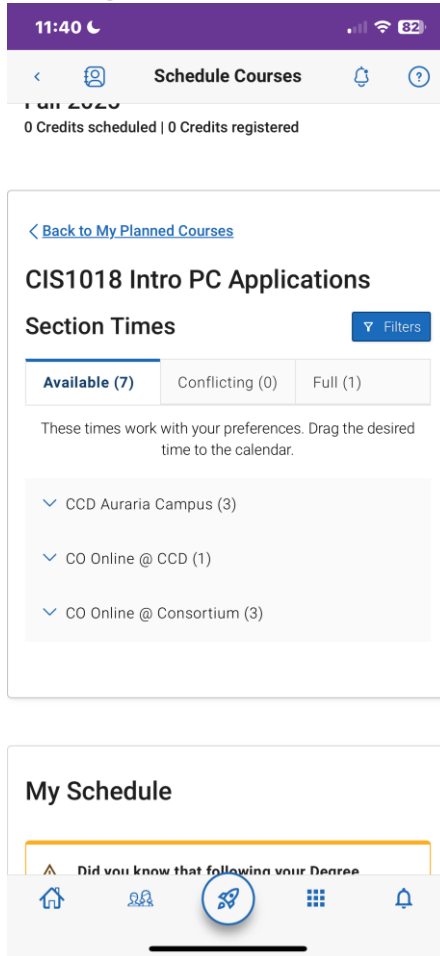 11:40
82
Schedule Courses
Fall 2025
0 Credits scheduled | 0 Credits registered
Back to My Planned Courses
CIS1018 Intro PC Applications
Section Times
Filters
Available (7)
Conflicting (0)
Full (1)
These times work with your preferences. Drag the desired
time to the calendar.
CCD Auraria Campus (3)
CO Online @ CCD (1)
CO Online @ Consortium (3)
My Schedule
Did you know that following your Degree